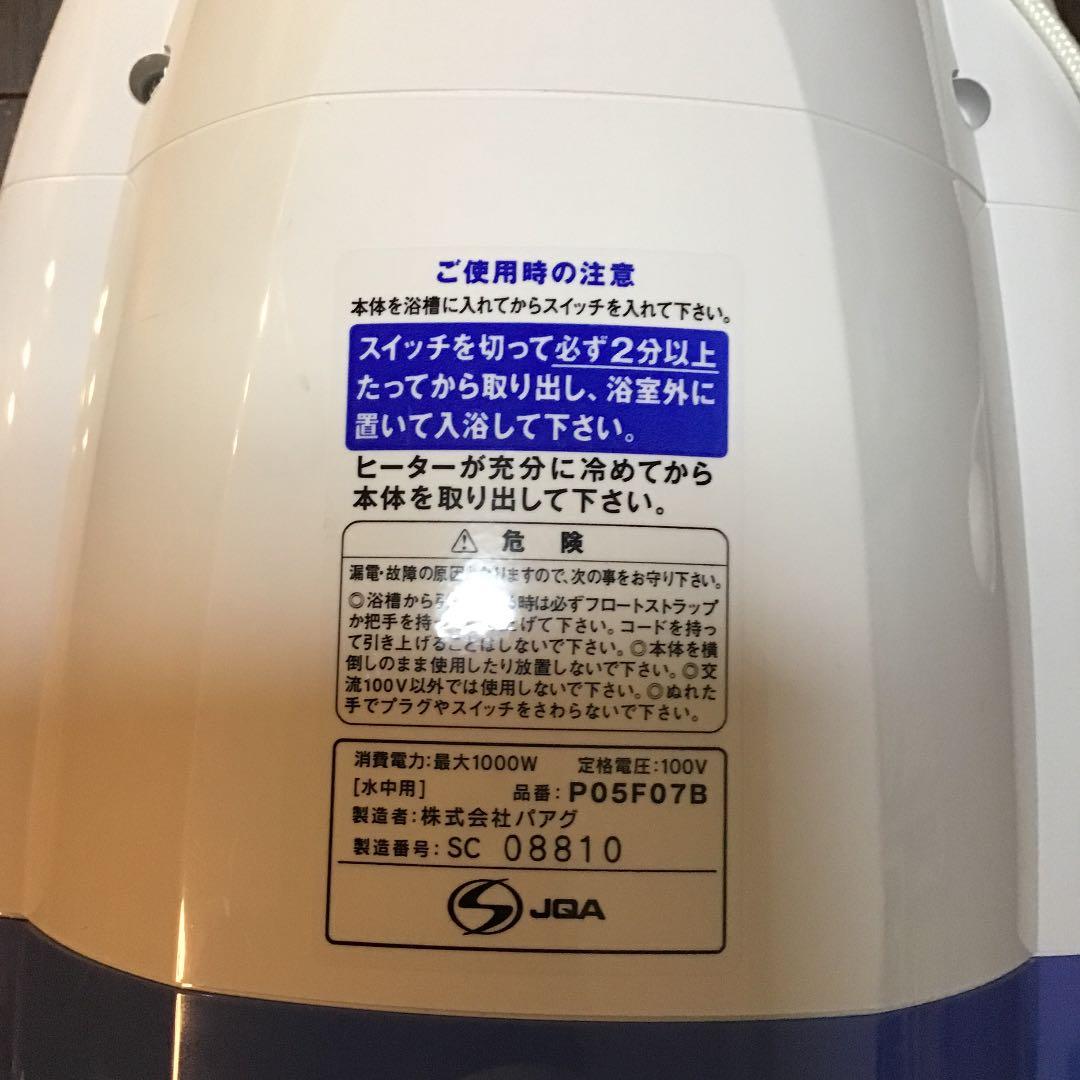 ご使用時の注意
本体を浴槽に入れてからスイッチを入れて下さい。
スイッチを切って必ず2分以上
たってから取り出し、浴室外に
置いて入浴して下さい。
ヒーターが充分に冷めてから
本体を取り出して下さい。
危 険
漏電・故障の原因となりますので、次の事をお守り下さい。
◎浴槽から引 時は必ずフロートストラップ
か把手を持っ げて下さい。コードを持っ
て引き上げることはしないで下さい。◎本体を横
倒しのまま使用したり放置しないで下さい。◎交
流100V以外では使用しないで下さい。◎ぬれた
手でプラグやスイッチをさわらないで下さい。
消費電力:最大1000W 定格電圧:100V
[水中用] 品番:P05F07B
製造者:株式会社パアグ
製造番号:SC 08810
JQA